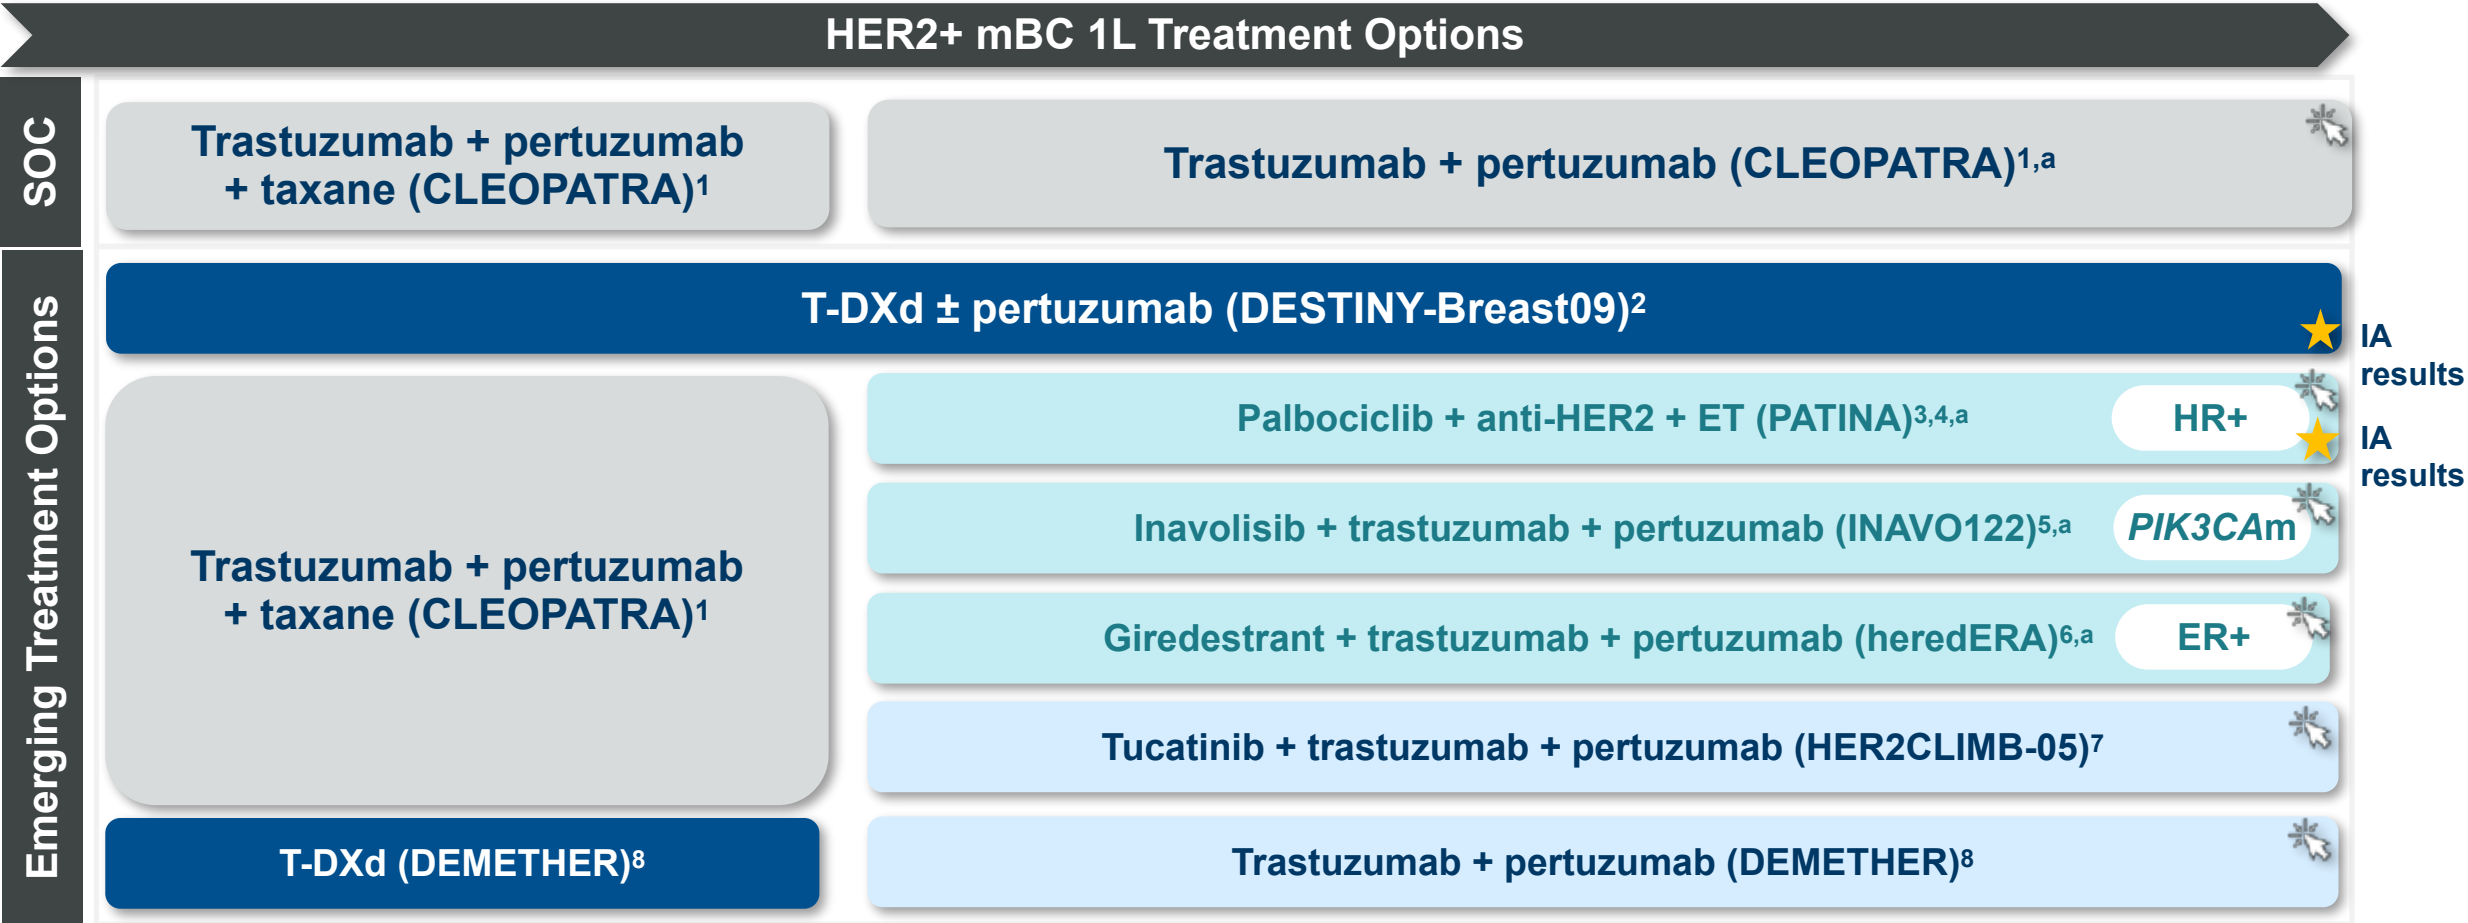 HER2+ mBC 1L Treatment Options
SOC
Trastuzumab + pertuzumab
+ taxane (CLEOPATRA)¹
Trastuzumab + pertuzumab (CLEOPATRA)¹,ᵃ
Emerging Treatment Options
T-DXd ± pertuzumab (DESTINY-Breast09)²
IA
results
Trastuzumab + pertuzumab
+ taxane (CLEOPATRA)¹
Palbociclib + anti-HER2 + ET (PATINA)³,⁴,ᵃ
HR+
IA
results
Inavolisib + trastuzumab + pertuzumab (INAVO122)⁵,ᵃ
PIK3CAm
Giredestrant + trastuzumab + pertuzumab (heredERA)⁶,ᵃ
ER+
Tucatinib + trastuzumab + pertuzumab (HER2CLIMB-05)⁷
T-DXd (DEMETHER)⁸
Trastuzumab + pertuzumab (DEMETHER)⁸